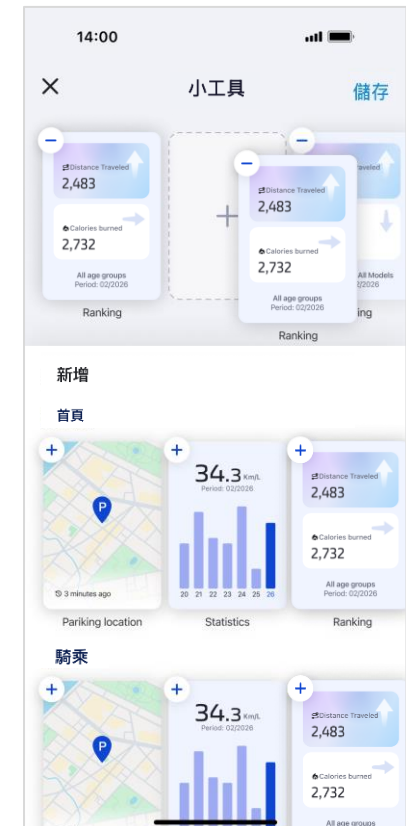 14:00
小工具
儲存
Distance Traveled
2,483
Calories burned
2,732
All age groups
Period: 02/2026
Ranking
Distance Traveled
2,483
Calories burned
2,732
All age groups
Period: 02/2026
Ranking
All Models
新增
首頁
P
3 minutes ago
Pariking location
34.3 Km/L
Period: 02/2026
20 21 22 23 24 25 26
Statistics
Distance Traveled
2,483
Calories burned
2,732
All age groups
Period: 02/2026
Ranking
騎乘
P
34.3 Km/L
Period: 02/2026
Distance Traveled
2,483
Calories burned
2,732
All age groups